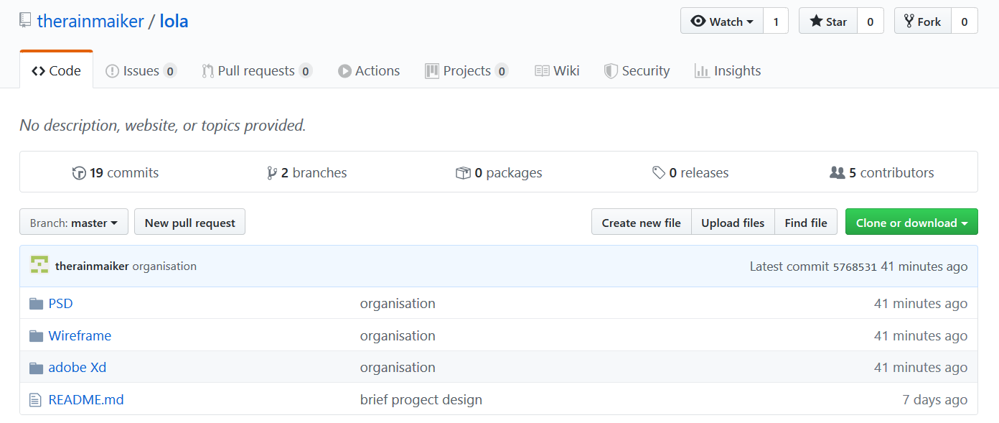 therainmaiker / lola Watch 1 Star 0 Fork 0
Code Issues 0 Pull requests 0 Actions Projects 0 Wiki Security Insights
No description, website, or topics provided.
19 commits 2 branches 0 packages 0 releases 5 contributors
Branch: master New pull request Create new file Upload files Find file Clone or download
therainmaiker organisation Latest commit 5768531 41 minutes ago
PSD organisation 41 minutes ago
Wireframe organisation 41 minutes ago
adobe Xd organisation 41 minutes ago
README.md brief progect design 7 days ago